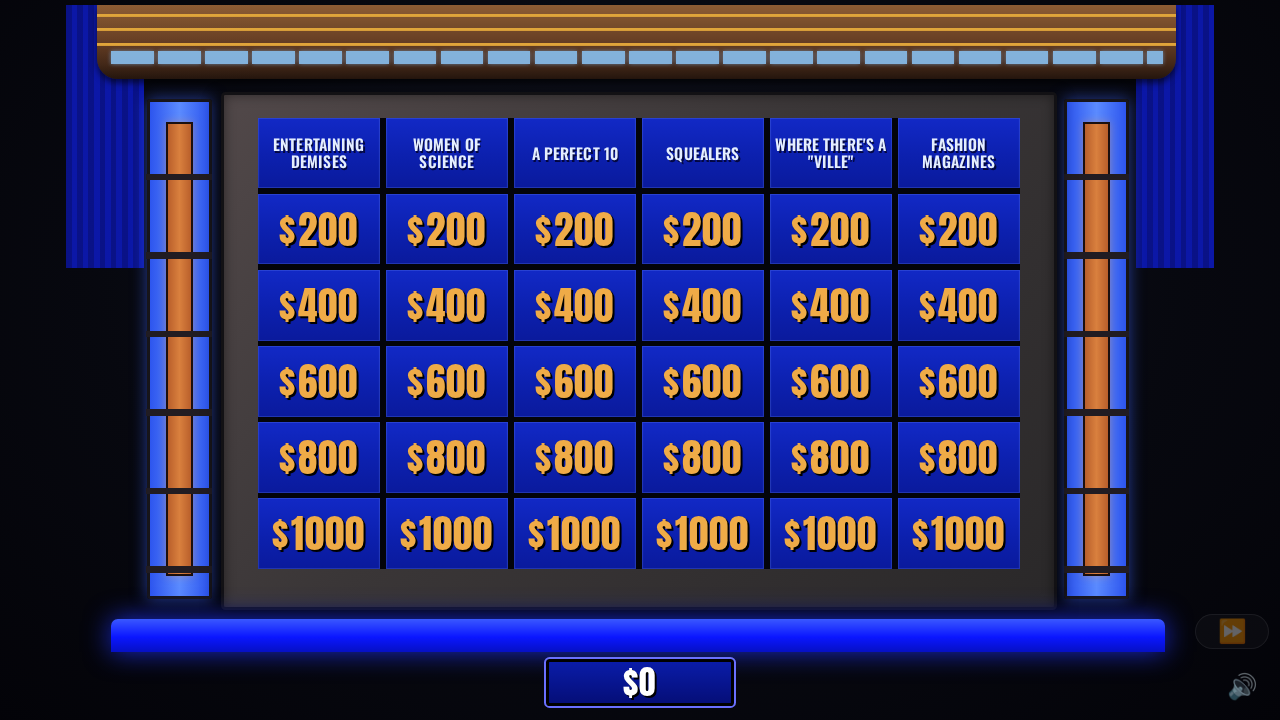 ENTERTAINING
DEMISES
WOMEN OF
SCIENCE
A PERFECT 10
SQUEALERS
WHERE THERE'S A
"VILLE"
FASHION
MAGAZINES
$200 $200 $200 $200 $200 $200
$400 $400 $400 $400 $400 $400
$600 $600 $600 $600 $600 $600
$800 $800 $800 $800 $800 $800
$1000 $1000 $1000 $1000 $1000 $1000
$0